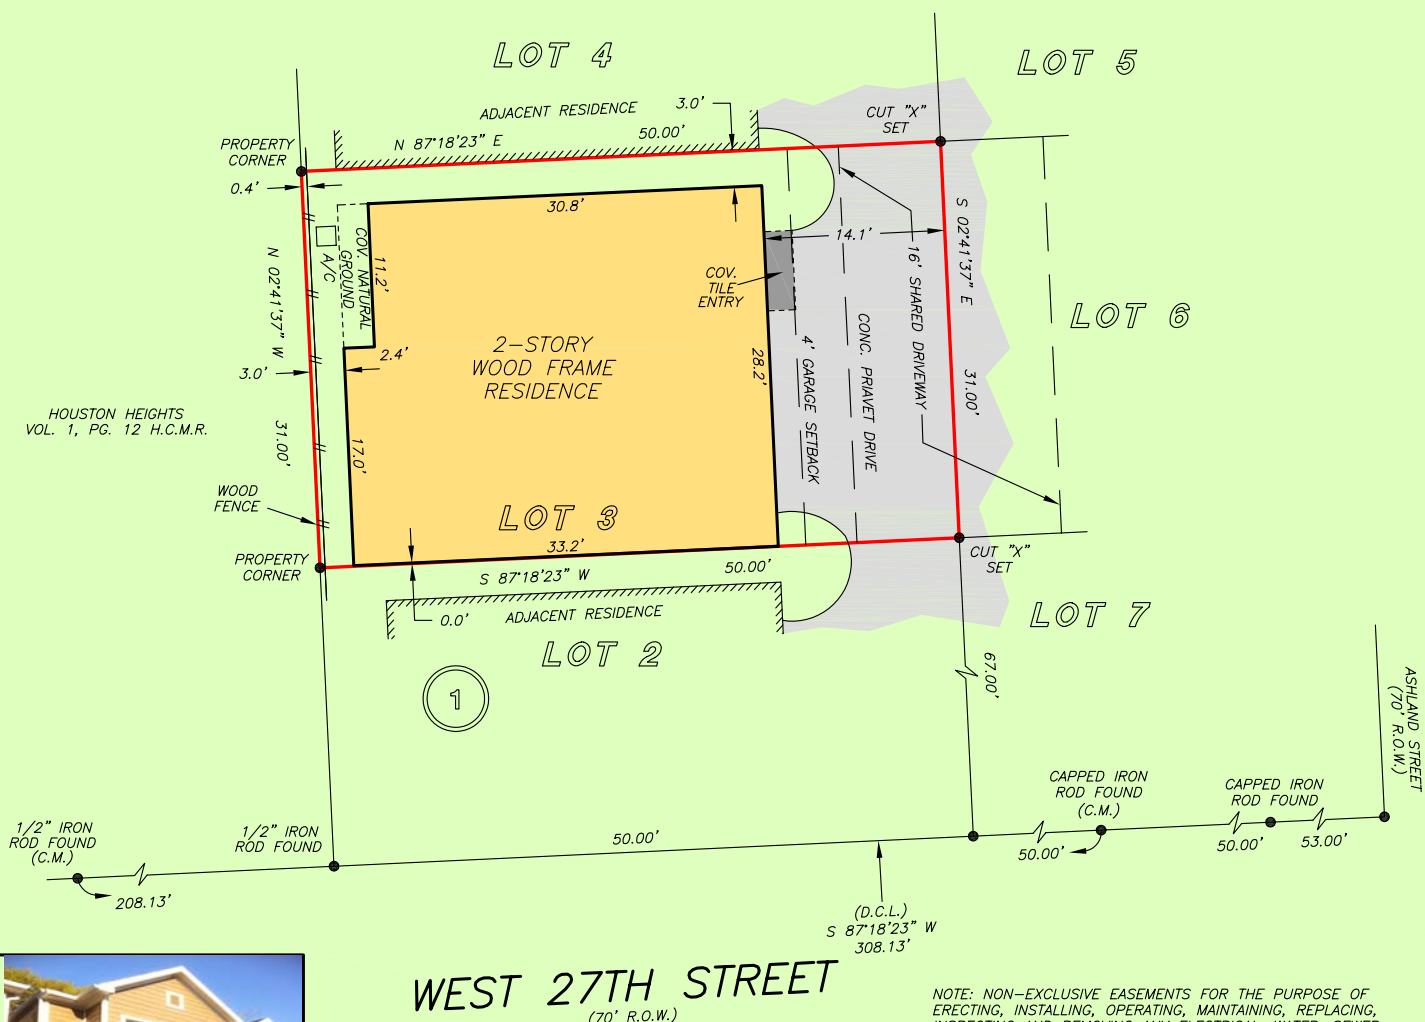 LOT 4
LOT 5
ADJACENT RESIDENCE
3.0'
CUT "X"
SET
PROPERTY
CORNER
N 87°18'23" E
50.00'
0.4'
30.8'
S 02°41'37" E
31.00'
14.1'
A/C
COV. NATURAL
GROUND
11.2'
N 02°41'37" W
31.00'
COV.
TILE
ENTRY
16' SHARED DRIVEWAY
CONC. PRIAVET DRIVE
4' GARAGE SETBACK
LOT 6
2-STORY
WOOD FRAME
RESIDENCE
2.4'
28.2'
3.0'
HOUSTON HEIGHTS
VOL. 1, PG. 12 H.C.M.R.
17.0'
WOOD
FENCE
LOT 3
33.2'
PROPERTY
CORNER
S 87°18'23" W
50.00'
CUT "X"
SET
ADJACENT RESIDENCE
0.0'
LOT 7
LOT 2
67.00'
1
ASHLAND STREET
(70' R.O.W.)
CAPPED IRON
ROD FOUND
(C.M.)
CAPPED IRON
ROD FOUND
1/2" IRON
ROD FOUND
(C.M.)
1/2" IRON
ROD FOUND
50.00'
50.00'
50.00'
53.00'
208.13'
(D.C.L.)
S 87°18'23" W
308.13'
WEST 27TH STREET
(70' R.O.W.)
NOTE: NON-EXCLUSIVE EASEMENTS FOR THE PURPOSE OF
ERECTING, INSTALLING, OPERATING, MAINTAINING, REPLACING,
INSPECTING AND REMOVING ANY ELECTRICAL, WATER, SEWER,